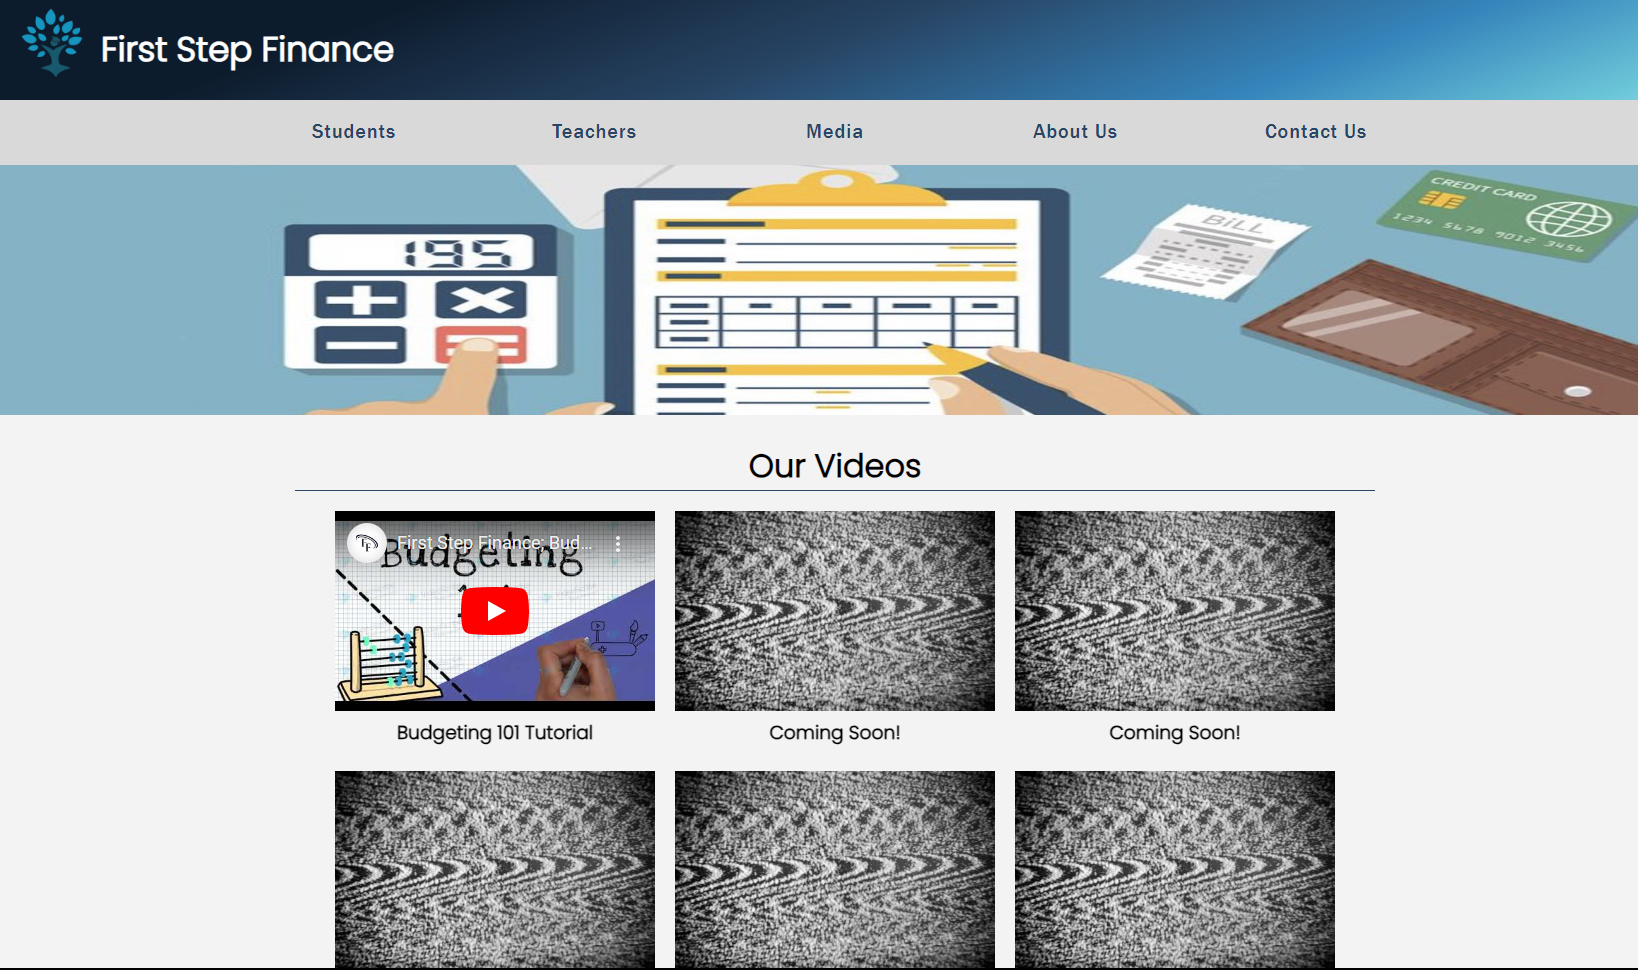 First Step Finance
Students
Teachers
Media
About Us
Contact Us
195
BiLL
CREDIT CARD
1234 5678 9012 3456
Our Videos
First Step Finance; Bud...
Budgeting
Budgeting 101 Tutorial
Coming Soon!
Coming Soon!